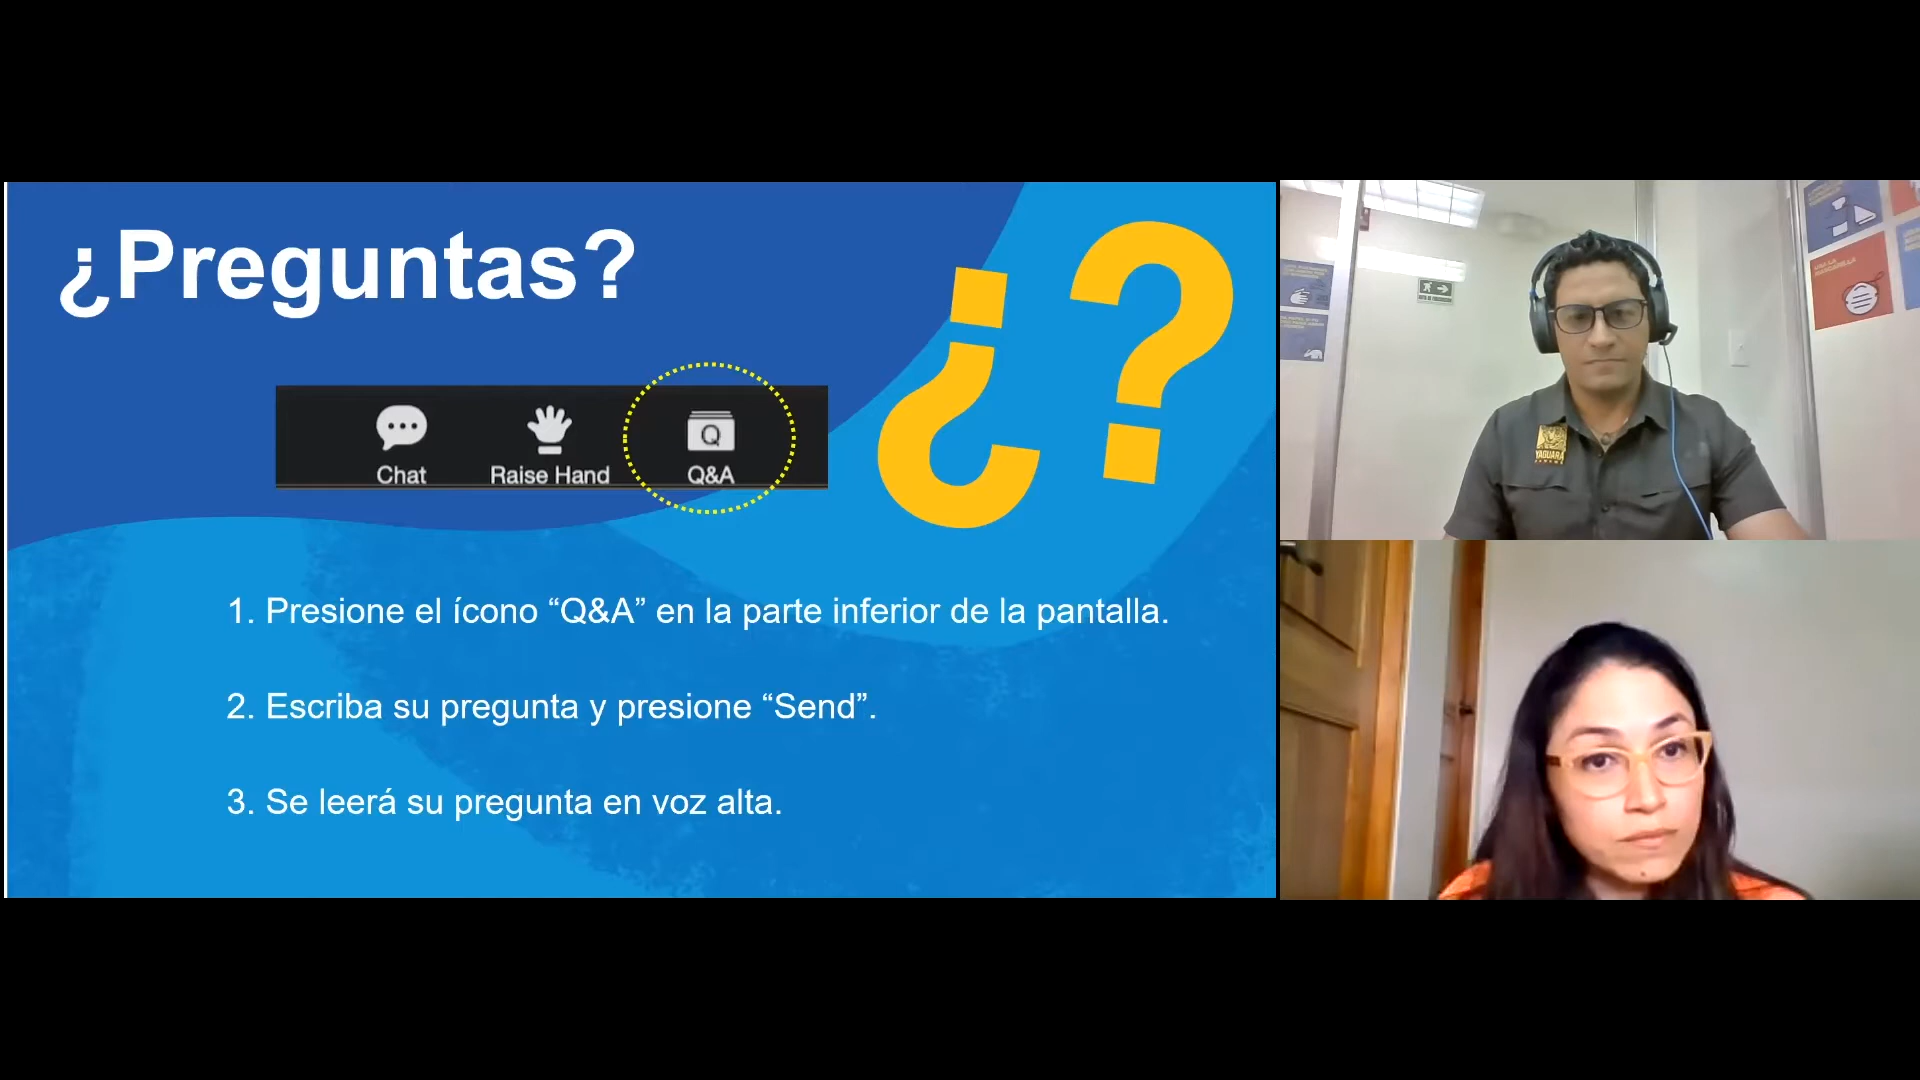 ¿Preguntas?
¿?
Chat
Raise Hand
Q
Q&A
1. Presione el ícono “Q&A” en la parte inferior de la pantalla.
2. Escriba su pregunta y presione “Send”.
3. Se leerá su pregunta en voz alta.
YAGUARÁ